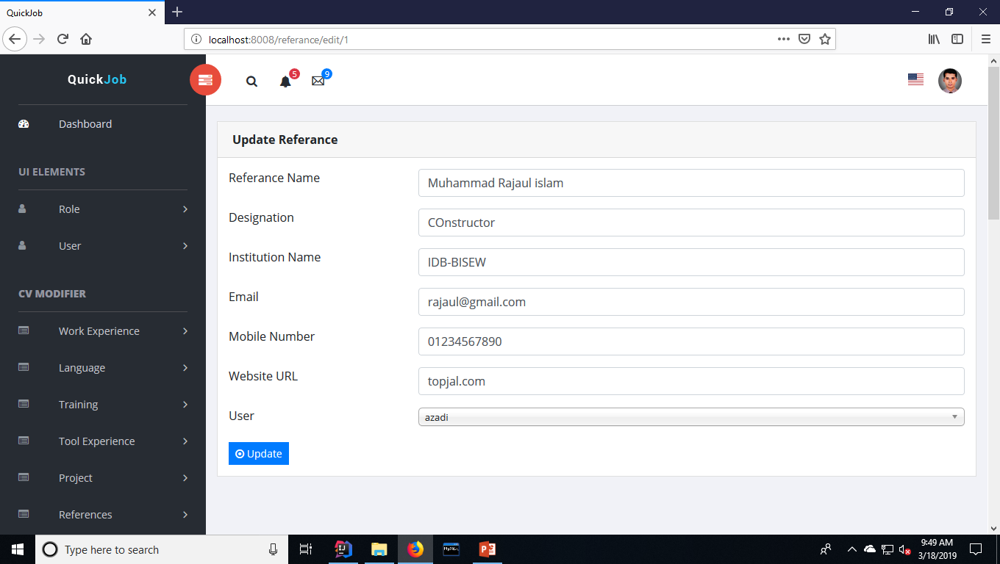 QuickJob
localhost:8008/referance/edit/1
QuickJob
5
9
Dashboard
UI ELEMENTS
Role
User
CV MODIFIER
Work Experience
Language
Training
Tool Experience
Project
References
Update Referance
Referance Name
Muhammad Rajaul islam
Designation
COnstructor
Institution Name
IDB-BISEW
Email
rajaul@gmail.com
Mobile Number
01234567890
Website URL
topjal.com
User
azadi
Update
Type here to search
IJ
MySQL
P
9:49 AM
3/18/2019